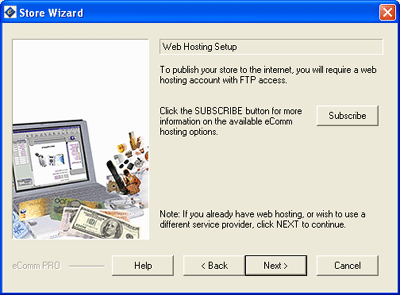 Store Wizard
Web Hosting Setup
To publish your store to the internet, you will require a web
hosting account with FTP access.
Click the SUBSCRIBE button for more
information on the available eComm
hosting options.
Subscribe
Note: If you already have web hosting, or wish to use a
different service provider, click NEXT to continue.
eComm PRO
Help
< Back
Next >
Cancel